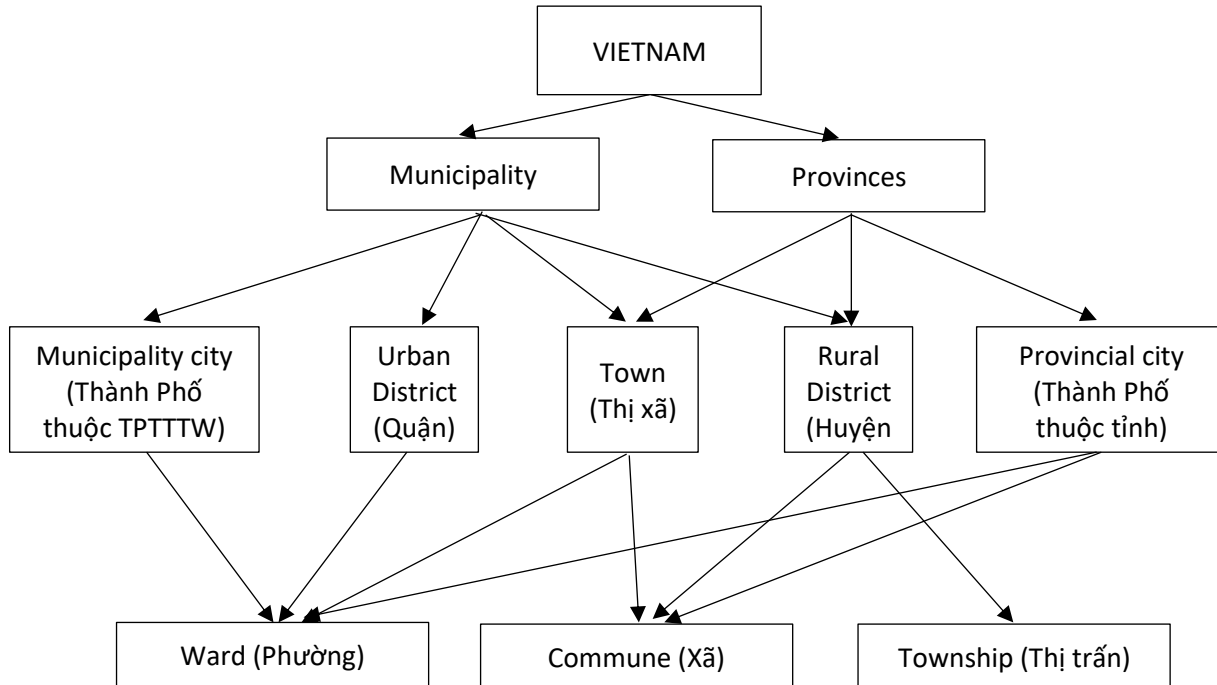 VIETNAM
Municipality
Provinces
Municipality city
(Thành Phố
thuộc TPTTTW)
Urban
District
(Quận)
Town
(Thị xã)
Rural
District
(Huyện
Provincial city
(Thành Phố
thuộc tỉnh)
Ward (Phường)
Commune (Xã)
Township (Thị trấn)